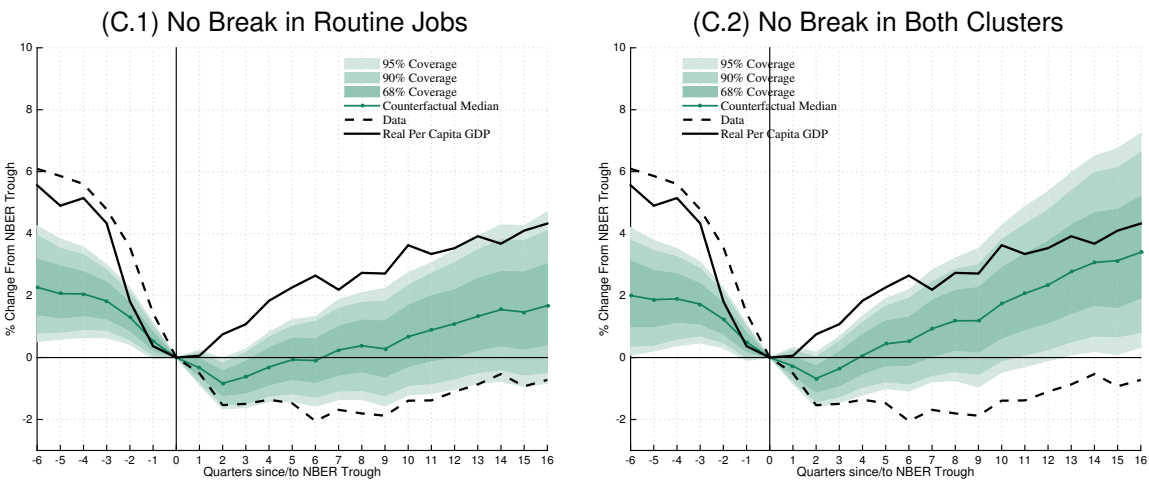 (C.1) No Break in Routine Jobs
10
8
6
4
2
0
-2
% Change From NBER Trough
95% Coverage
90% Coverage
68% Coverage
Counterfactual Median
Data
Real Per Capita GDP
-6 -5 -4 -3 -2 -1 0 1 2 3 4 5 6 7 8 9 10 11 12 13 14 15 16
Quarters since/to NBER Trough
(C.2) No Break in Both Clusters
10
8
6
4
2
0
-2
% Change From NBER Trough
95% Coverage
90% Coverage
68% Coverage
Counterfactual Median
Data
Real Per Capita GDP
-6 -5 -4 -3 -2 -1 0 1 2 3 4 5 6 7 8 9 10 11 12 13 14 15 16
Quarters since/to NBER Trough